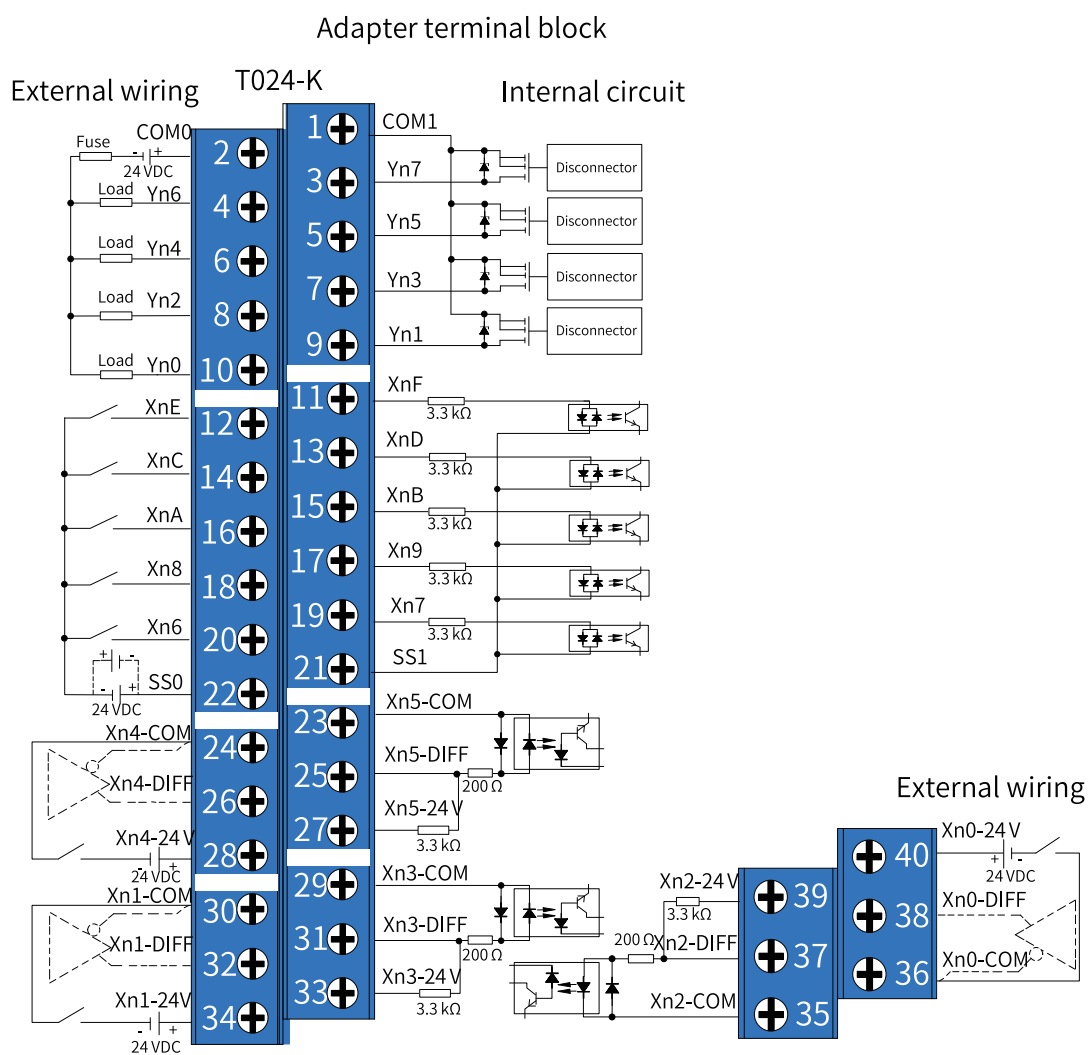 Adapter terminal block
T024-K
External wiring
Internal circuit
COM0
Fuse
- +
24 VDC
2
Load
Yn6
4
Load
Yn4
6
Load
Yn2
8
Load
Yn0
10
XnE
12
XnC
14
XnA
16
Xn8
18
Xn6
20
+ -
SS0
- +
24 VDC
22
Xn4-COM
24
Xn4-DIFF
26
Xn4-24 V
28
- +
24 VDC
Xn1-COM
30
Xn1-DIFF
32
Xn1-24V
34
- +
24 VDC
1
COM1
Disconnector
3
Yn7
5
Yn5
Disconnector
7
Yn3
Disconnector
9
Yn1
Disconnector
11
XnF
3.3 kΩ
13
XnD
3.3 kΩ
15
XnB
3.3 kΩ
17
Xn9
3.3 kΩ
19
Xn7
3.3 kΩ
21
SS1
23
Xn5-COM
25
Xn5-DIFF
200 Ω
27
Xn5-24 V
3.3 kΩ
29
Xn3-COM
31
Xn3-DIFF
200 Ω
33
Xn3-24 V
3.3 kΩ
External wiring
Xn2-24 V
3.3 kΩ
39
200 Ω
Xn2-DIFF
37
Xn2-COM
35
40
Xn0-24 V
+ -
24 VDC
38
Xn0-DIFF
36
Xn0-COM